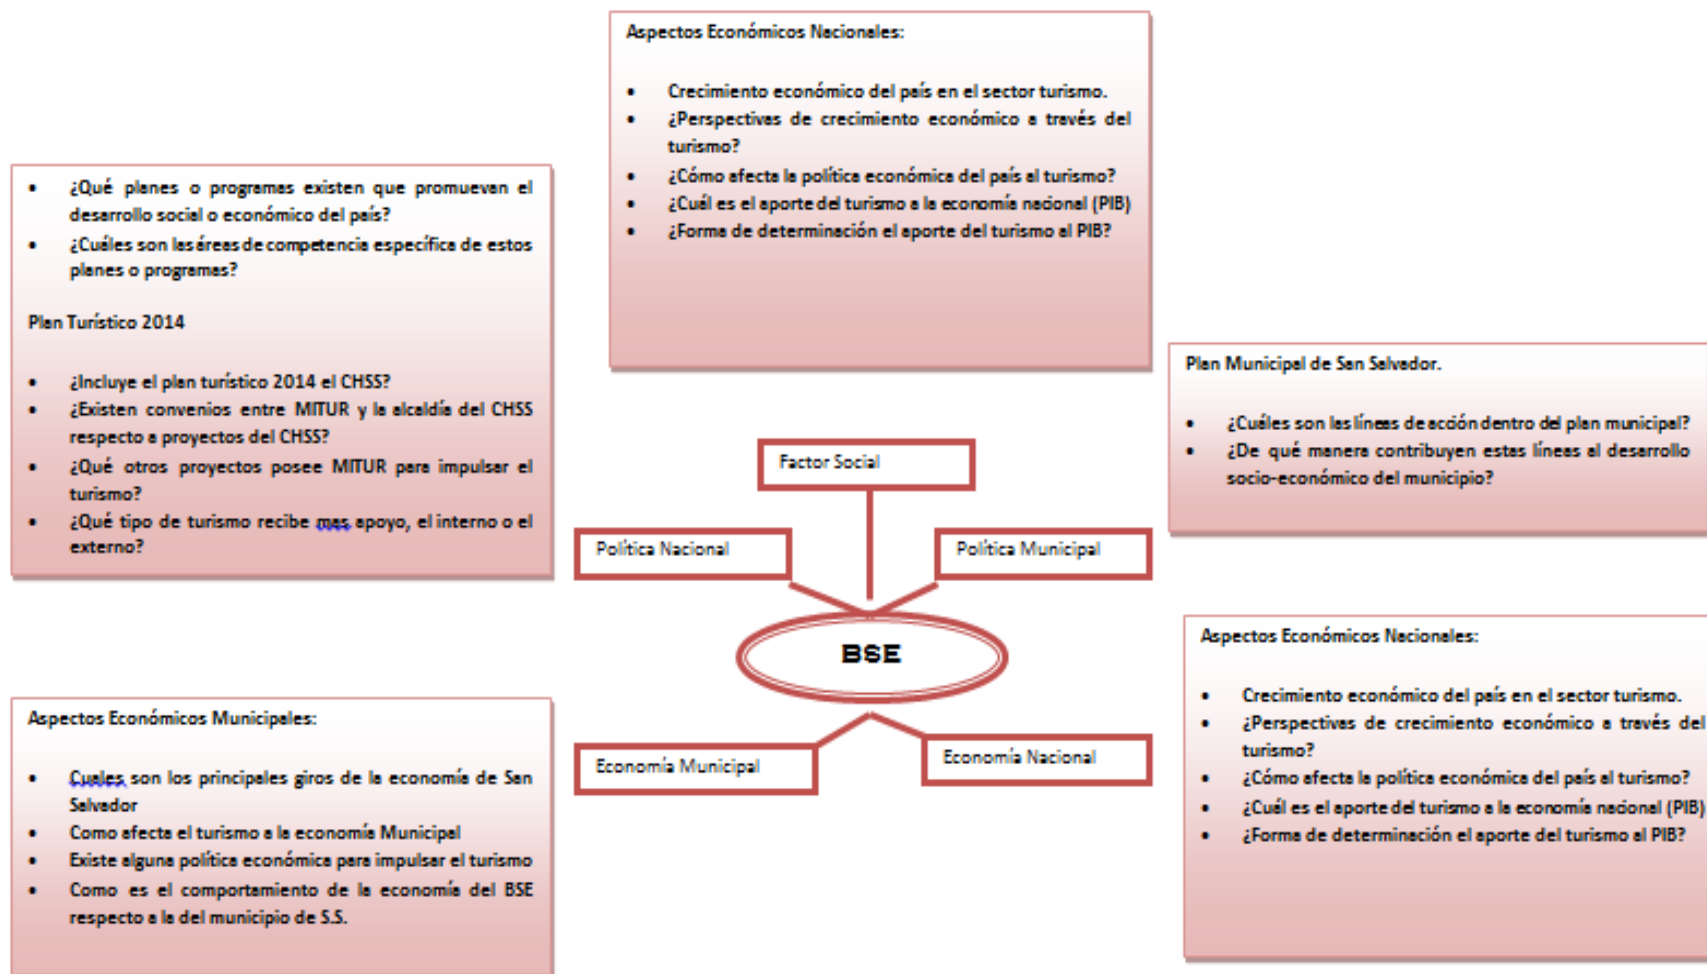 Aspectos Económicos Nacionales:
• Crecimiento económico del país en el sector turismo.
• ¿Perspectivas de crecimiento económico a través del
turismo?
• ¿Cómo afecta la política económica del país al turismo?
• ¿Cuál es el aporte del turismo a la economía nacional (PIB)
• ¿Forma de determinación el aporte del turismo al PIB?
• ¿Qué planes o programas existen que promuevan el
desarrollo social o económico del país?
• ¿Cuáles son las áreas de competencia específica de estos
planes o programas?
Plan Turístico 2014
• ¿Incluye el plan turístico 2014 el CHSS?
• ¿Existen convenios entre MITUR y la alcaldía del CHSS
respecto a proyectos del CHSS?
• ¿Qué otros proyectos posee MITUR para impulsar el
turismo?
• ¿Qué tipo de turismo recibe mas apoyo, el interno o el
externo?
Plan Municipal de San Salvador.
• ¿Cuáles son las líneas de acción dentro del plan municipal?
• ¿De qué manera contribuyen estas líneas al desarrollo
socio-económico del municipio?
Factor Social
Política Nacional
Política Municipal
BSE
Economía Municipal
Economía Nacional
Aspectos Económicos Municipales:
• Cuales son los principales giros de la economía de San
Salvador
• Como afecta el turismo a la economía Municipal
• Existe alguna política económica para impulsar el turismo
• Como es el comportamiento de la economía del BSE
respecto a la del municipio de S.S.
Aspectos Económicos Nacionales:
• Crecimiento económico del país en el sector turismo.
• ¿Perspectivas de crecimiento económico a través del
turismo?
• ¿Cómo afecta la política económica del país al turismo?
• ¿Cuál es el aporte del turismo a la economía nacional (PIB)
• ¿Forma de determinación el aporte del turismo al PIB?